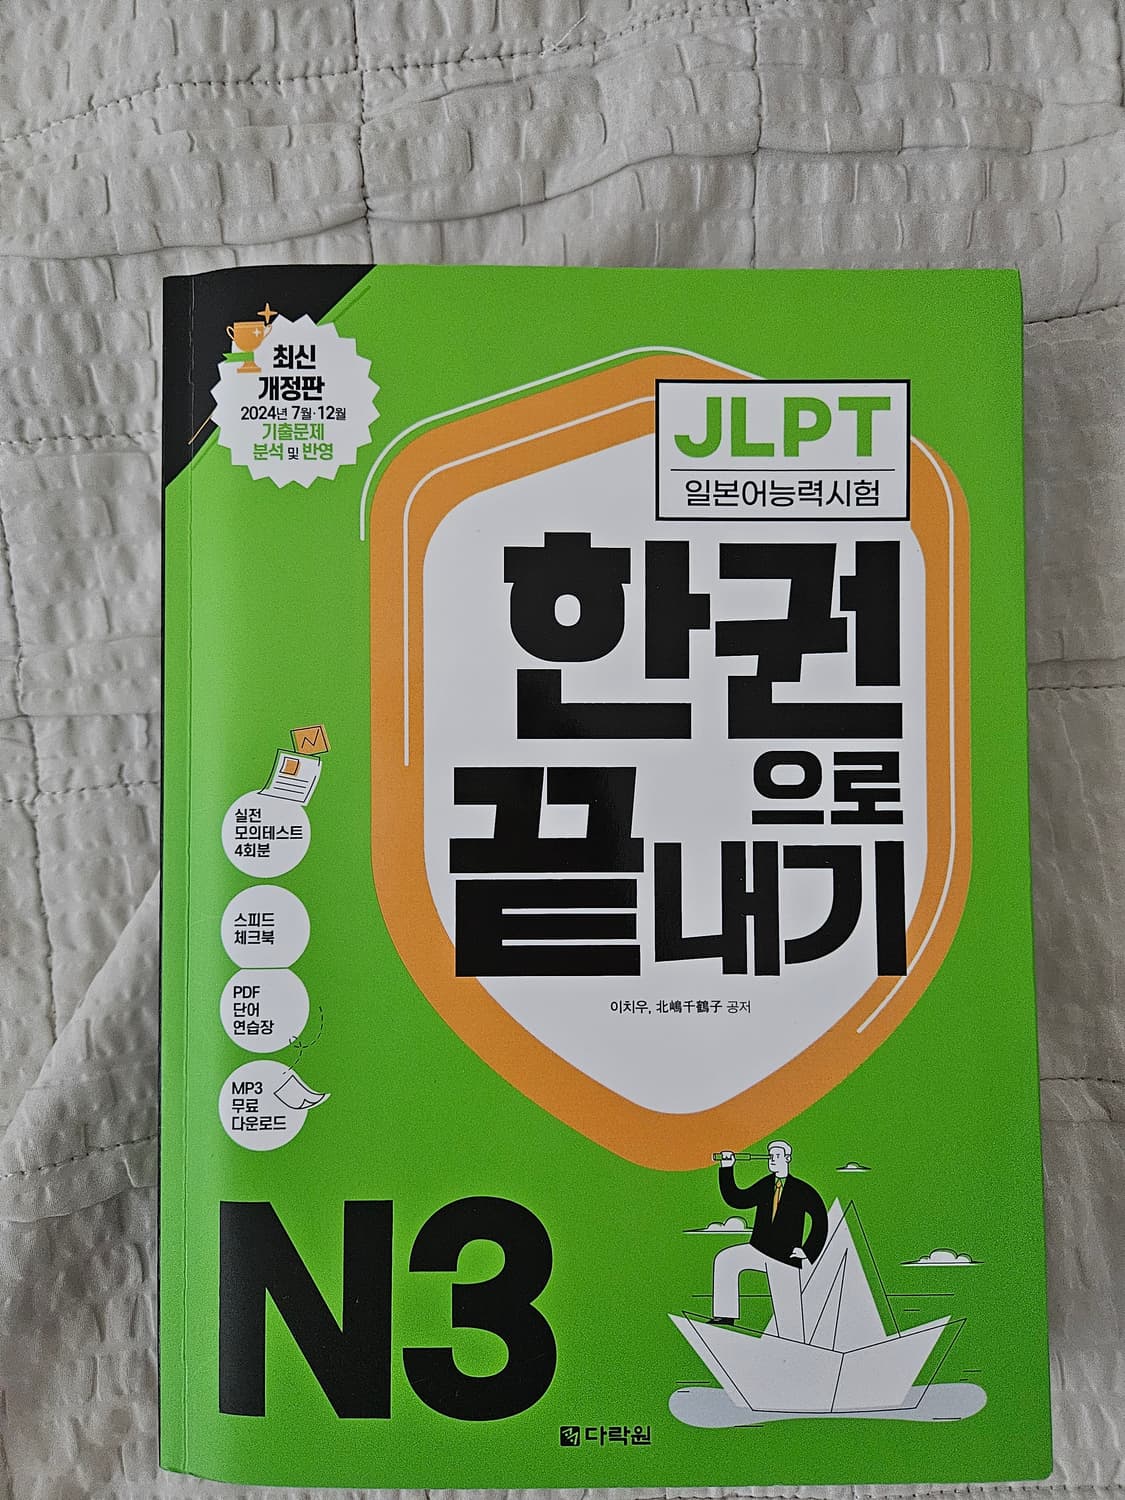 최신
개정판
2024년 7월·12월
기출문제
분석 및 반영
JLPT
일본어능력시험
한권
으로
끝내기
이치우, 北嶋千鶴子 공저
실전
모의테스트
4회분
스피드
체크북
PDF
단어
연습장
MP3
무료
다운로드
N3
다락원